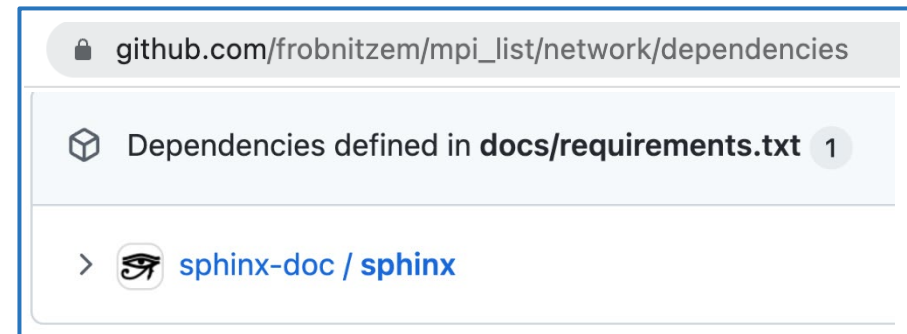 github.com/frobnitzem/mpi_list/network/dependencies
Dependencies defined in docs/requirements.txt 1
sphinx-doc / sphinx